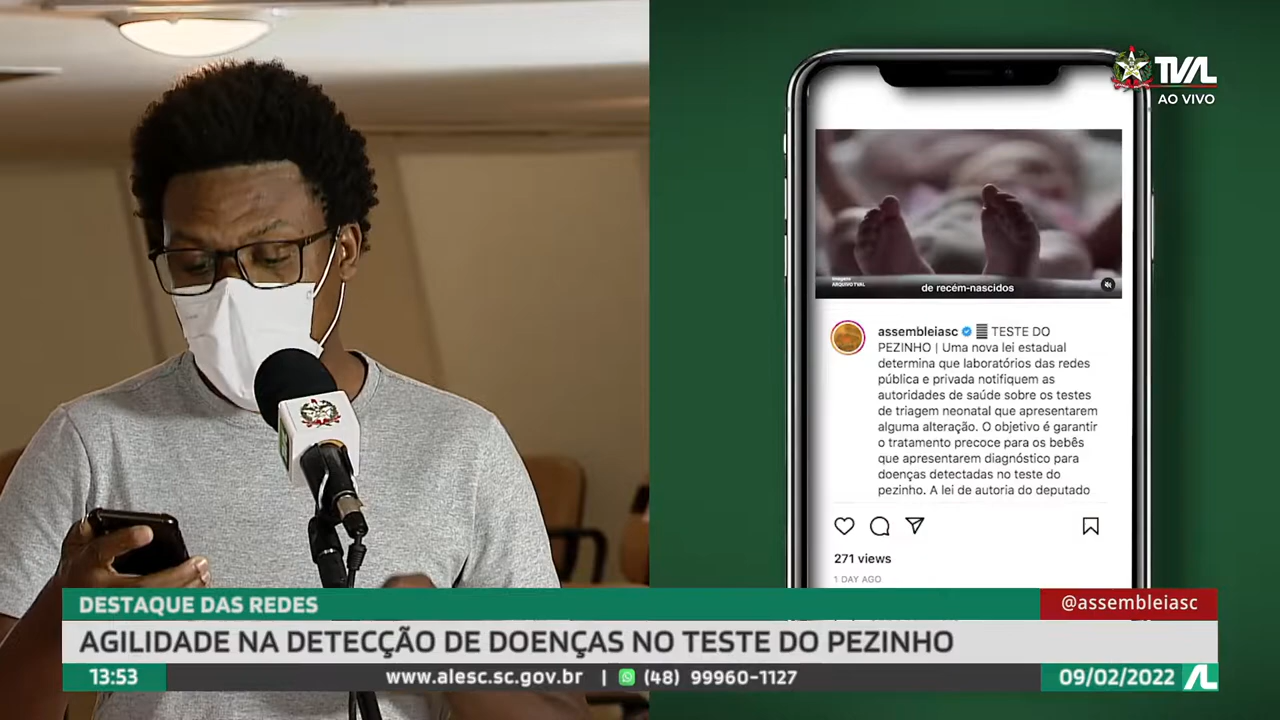 TVAL
AO VIVO
ARQUIVO TVAL
de recém-nascidos
assembleiasc TESTE DO
PEZINHO | Uma nova lei estadual
determina que laboratórios das redes
pública e privada notifiquem as
autoridades de saúde sobre os testes
de triagem neonatal que apresentarem
alguma alteração. O objetivo é garantir
o tratamento precoce para os bebês
que apresentarem diagnóstico para
doenças detectadas no teste do
pezinho. A lei de autoria do deputado
271 views
1 DAY AGO
DESTAQUE DAS REDES
@assembleiasc
AGILIDADE NA DETECÇÃO DE DOENÇAS NO TESTE DO PEZINHO
13:53
www.alesc.sc.gov.br | (48) 99960-1127
09/02/2022